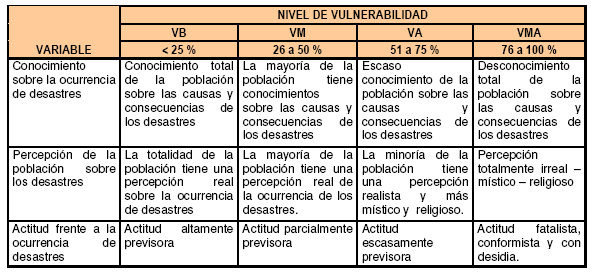 NIVEL DE VULNERABILIDAD
VARIABLE
VB
VM
VA
VMA
< 25 %
26 a 50 %
51 a 75 %
76 a 100 %
Conocimiento
sobre la ocurrencia
de desastres
Conocimiento total
de la población
sobre las causas y
consecuencias de
los desastres
La mayoría de la
población tiene
conocimientos
sobre las causas y
consecuencias de
los desastres
Escaso
conocimiento de la
población sobre las
causas y
consecuencias de
los desastres
Desconocimiento
total de la
población sobre
las causas y
consecuencias de
los desastres
Percepción de la
población sobre
los desastres
La totalidad de la
población tiene una
percepción real
sobre la ocurrencia
de desastres
La mayoría de la
población tiene una
percepción real de
la ocurrencia de los
desastres.
La minoría de la
población tiene
una percepción
realista y más
místico y religioso.
Percepción
totalmente irreal –
místico – religioso
Actitud frente a la
ocurrencia de
desastres
Actitud altamente
previsora
Actitud parcialmente
previsora
Actitud
escasamente
previsora
Actitud fatalista,
conformista y con
desidia.